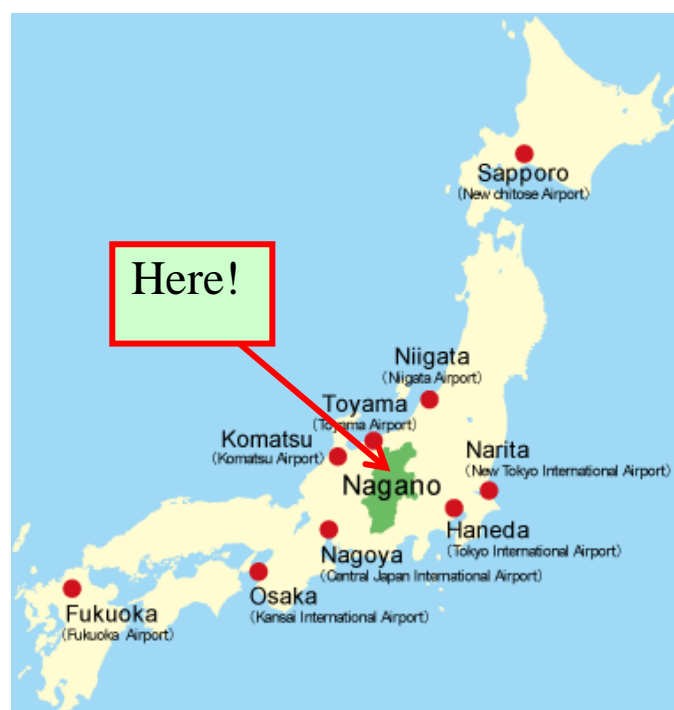 Sapporo
(New chitose Airport)
Here!
Niigata
(Niigata Airport)
Toyama
(Toyama Airport)
Komatsu
(Komatsu Airport)
Narita
(New Tokyo International Airport)
Nagano
Haneda
(Tokyo International Airport)
Nagoya
(Central Japan International Airport)
Osaka
(Kansai International Airport)
Fukuoka
(Fukuoka Airport)